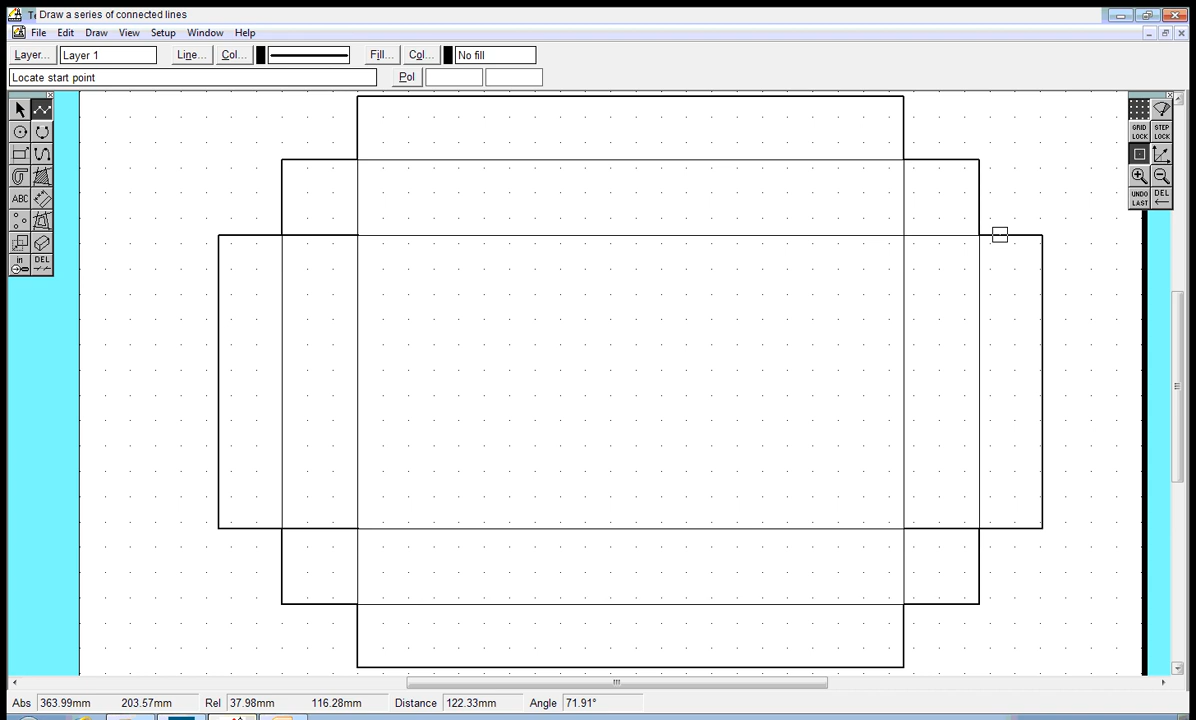 Draw a series of connected lines
File Edit Draw View Setup Window Help
Layer... Layer 1 Line... Col... Fill... Col... No fill
Locate start point Pol
GRID LOCK STEP LOCK
ABC UNDO LAST DEL
in DEL
Abs 363.99mm 203.57mm Rel 37.98mm 116.28mm Distance 122.33mm Angle 71.91°